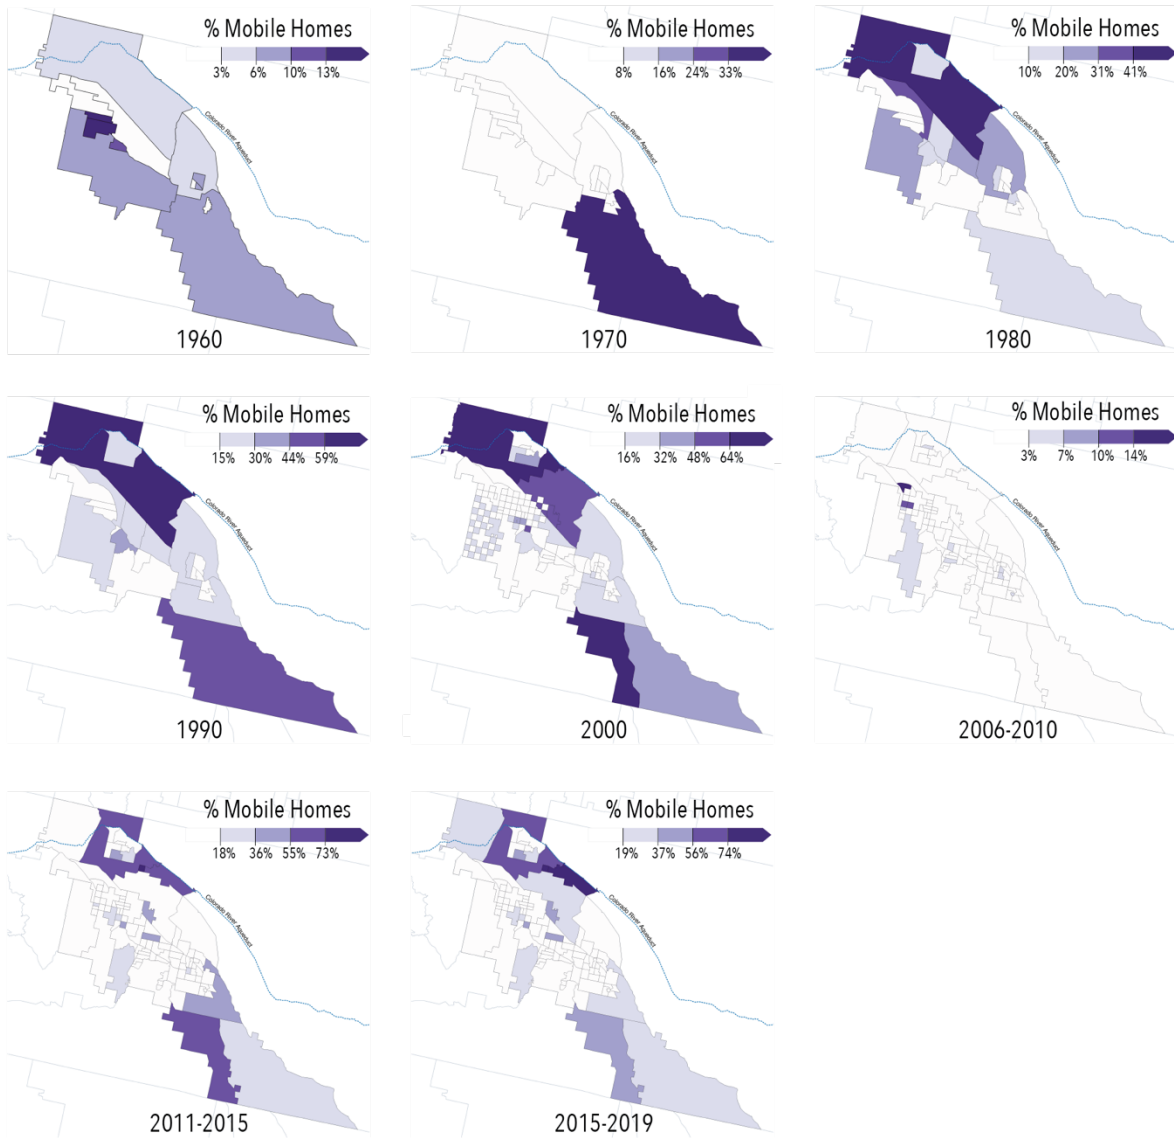 % Mobile Homes
3% 6% 10% 13%
Colorado River Aqueduct
1960
% Mobile Homes
8% 16% 24% 33%
Colorado River Aqueduct
1970
% Mobile Homes
10% 20% 31% 41%
Colorado River Aqueduct
1980
% Mobile Homes
15% 30% 44% 59%
Colorado River Aqueduct
1990
% Mobile Homes
16% 32% 48% 64%
Colorado River Aqueduct
2000
% Mobile Homes
3% 7% 10% 14%
Colorado River Aqueduct
2006-2010
% Mobile Homes
18% 36% 55% 73%
Colorado River Aqueduct
2011-2015
% Mobile Homes
19% 37% 56% 74%
Colorado River Aqueduct
2015-2019